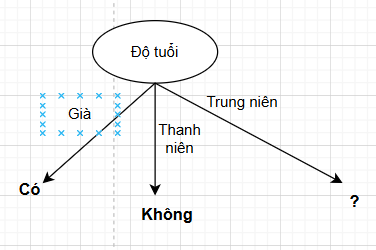 Độ tuổi
Già
Trung niên
Thanh
niên
Có
Không
?